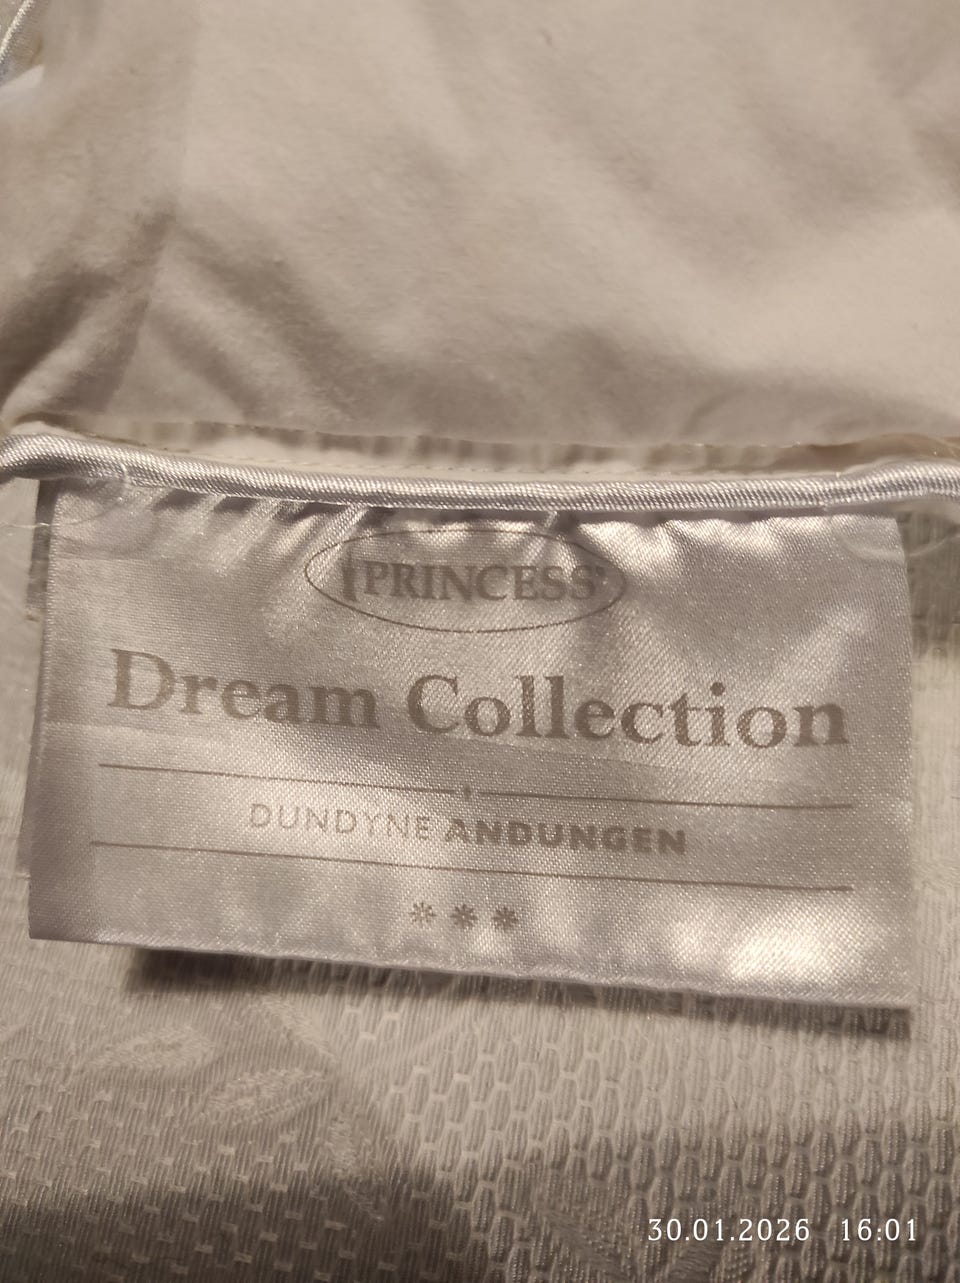 PRINCESS®
Dream Collection
DUNDYNE ANDUNGEN
***
30.01.2026 16:01